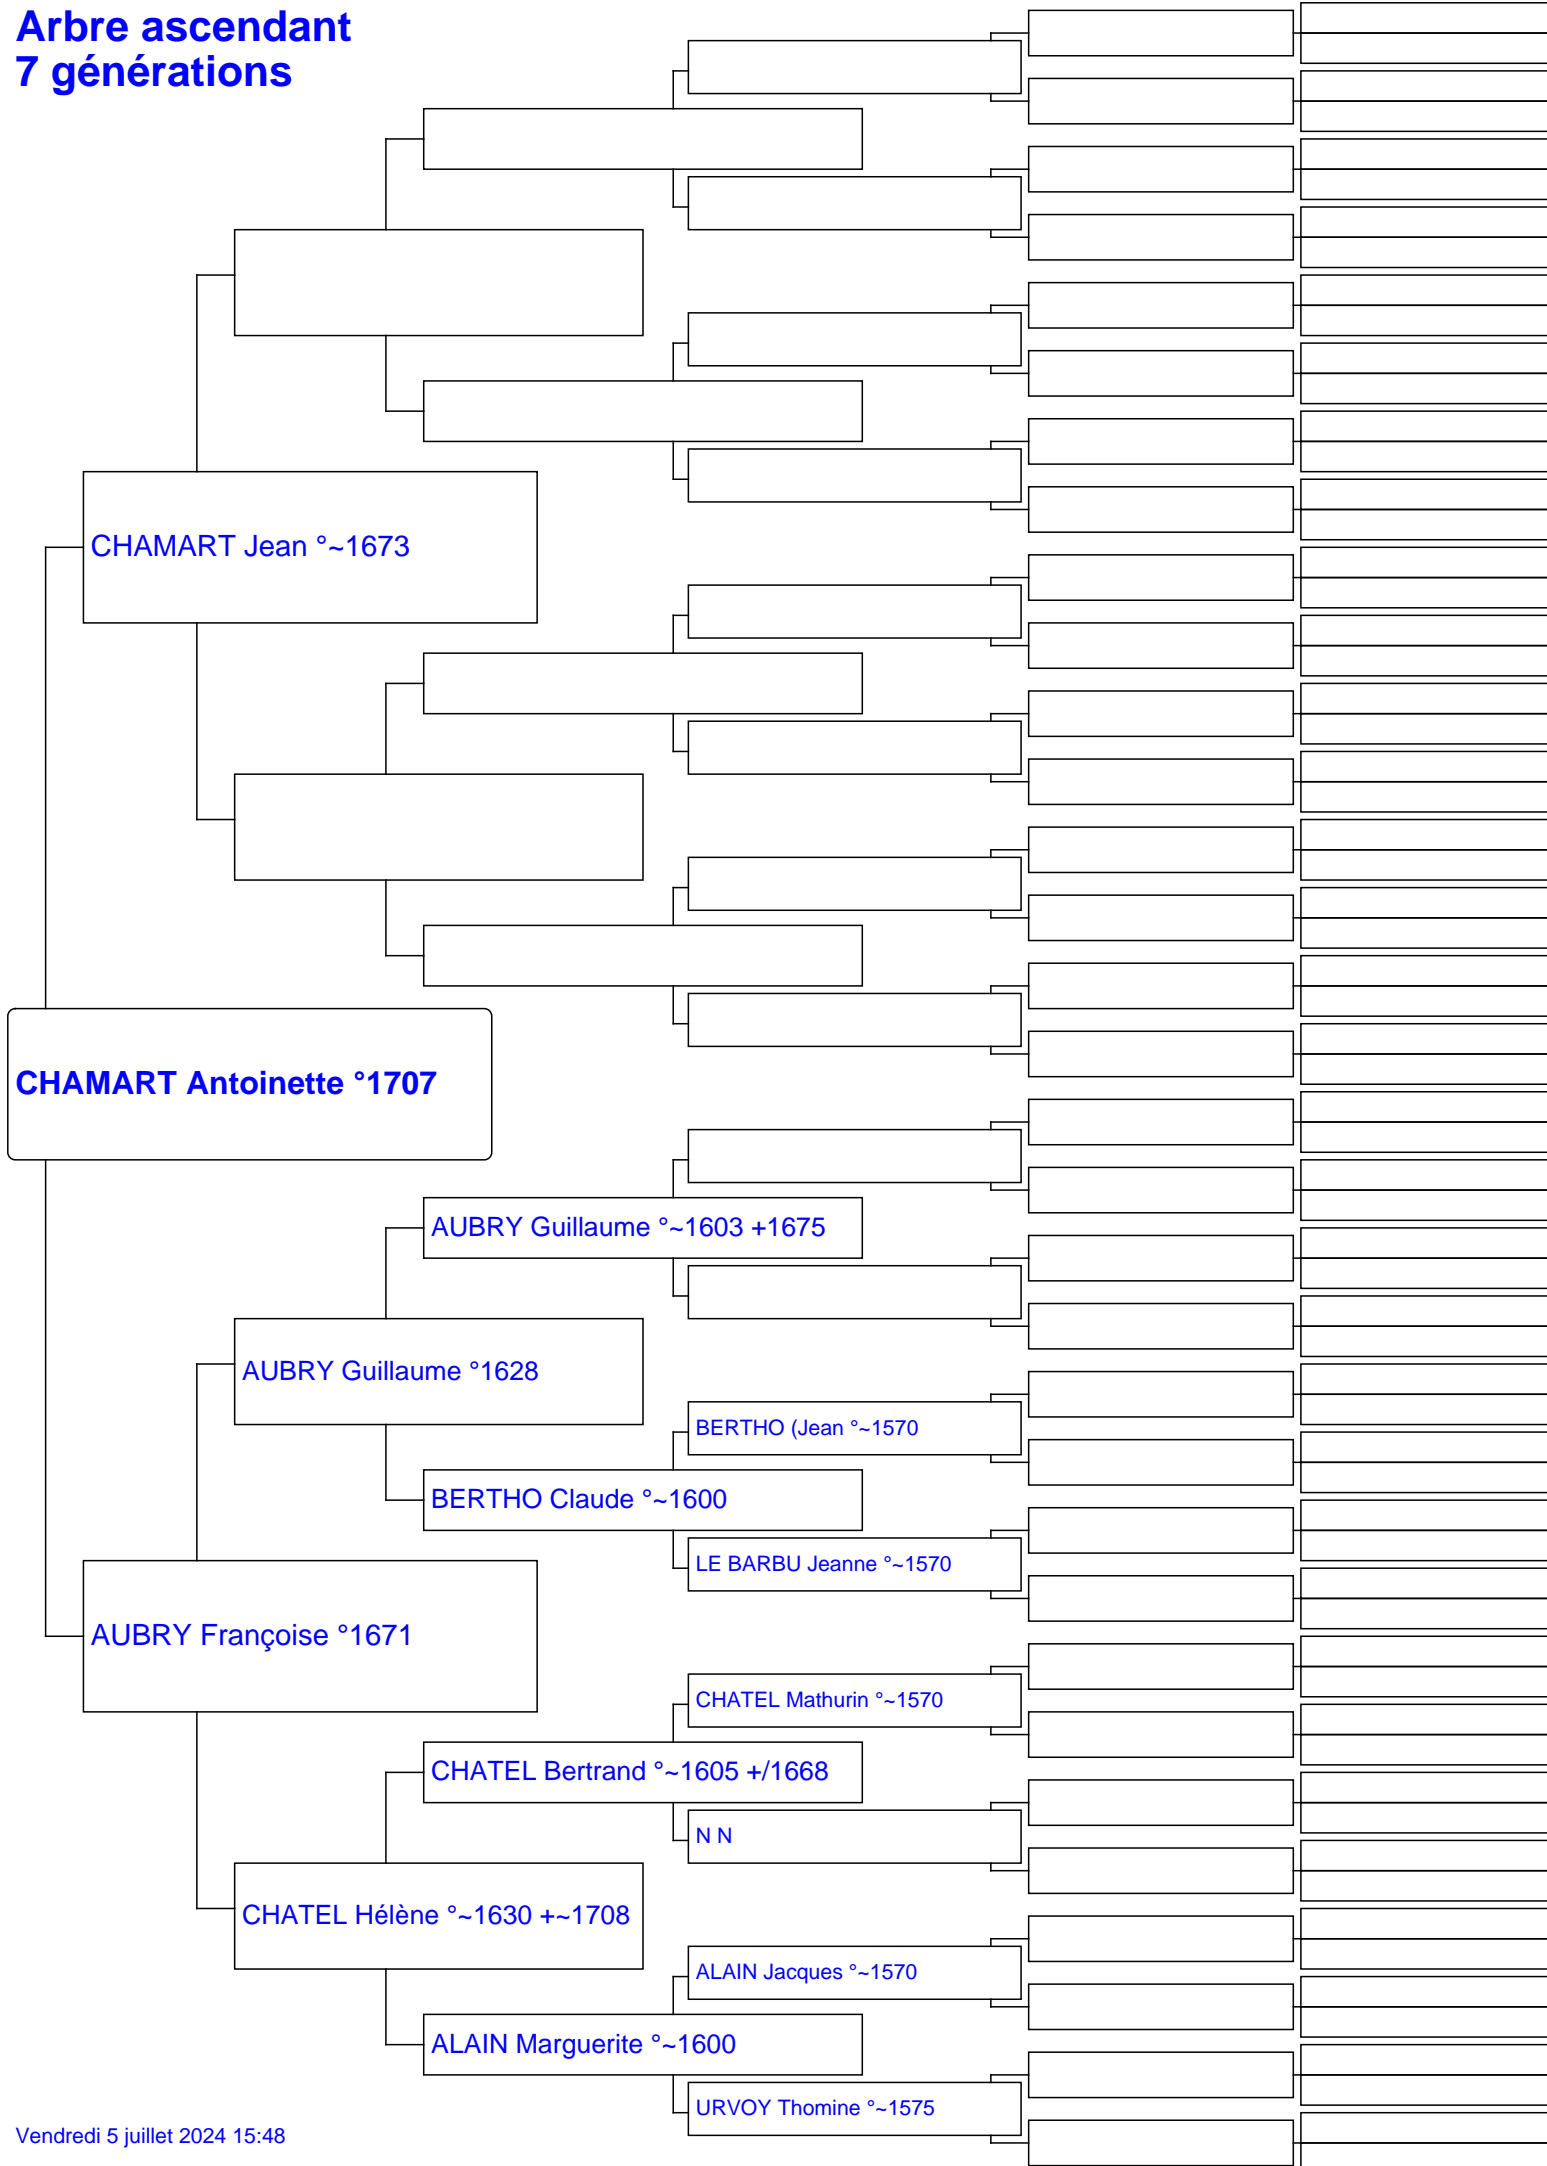 Arbre ascendant
7 générations
CHAMART Jean °~1673
CHAMART Antoinette °1707
AUBRY Guillaume °~1603 +1675
AUBRY Guillaume °1628
BERTHO (Jean °~1570
BERTHO Claude °~1600
LE BARBU Jeanne °~1570
AUBRY Françoise °1671
CHATEL Mathurin °~1570
CHATEL Bertrand °~1605 +/1668
N N
CHATEL Hélène °~1630 +~1708
ALAIN Jacques °~1570
ALAIN Marguerite °~1600
URVOY Thomine °~1575
Vendredi 5 juillet 2024 15:48